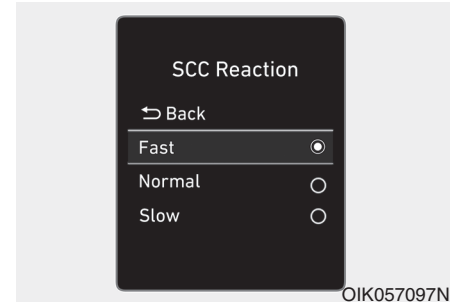 SCC Reaction
Back
Fast
Normal
Slow
OIK057097N